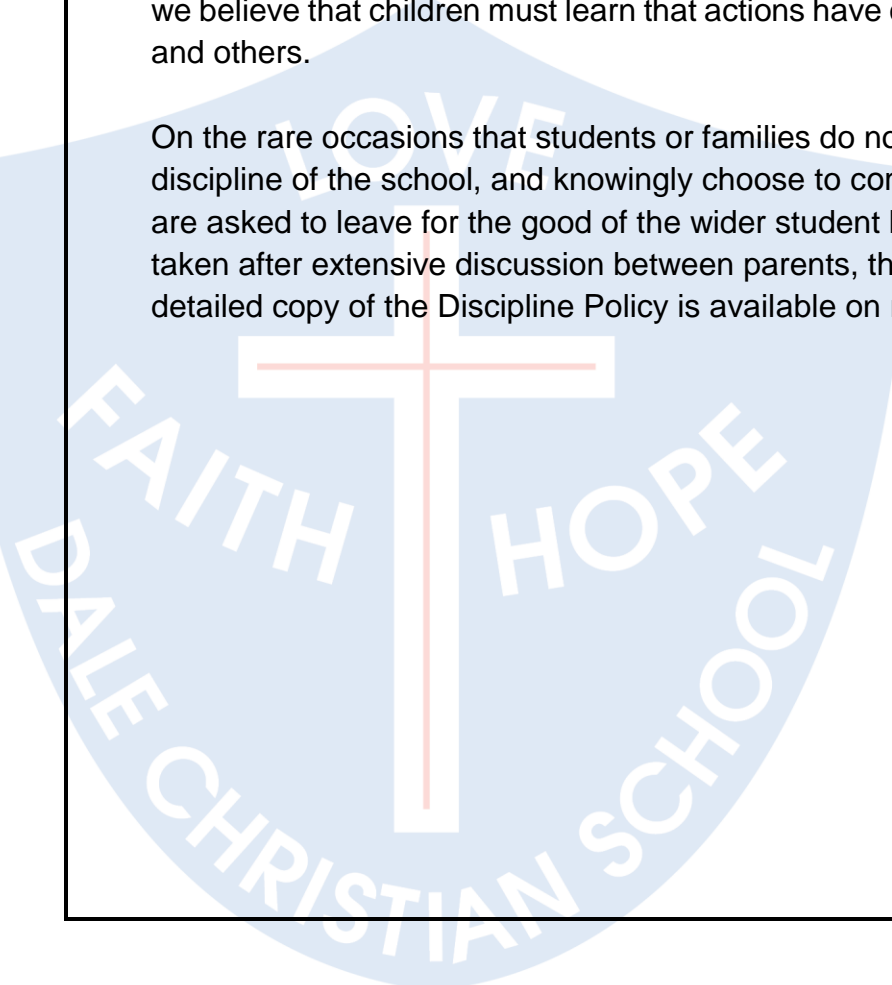 we believe that children must learn that actions have
and others.
On the rare occasions that students or families do
discipline of the school, and knowingly choose to
are asked to leave for the good of the wider student
taken after extensive discussion between parents,
detailed copy of the Discipline Policy is available on
LOVE
FAITH HOPE
DALE CHRISTIAN SCHOOL